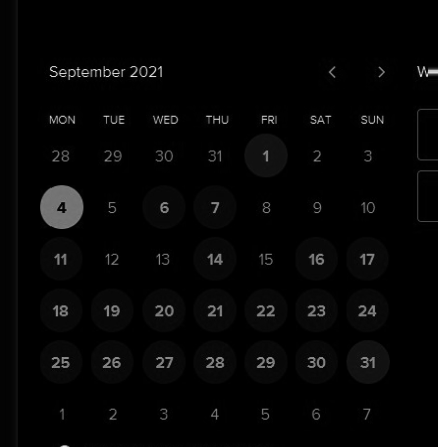 September 2021 < >
MON TUE WED THU FRI SAT SUN
28 29 30 31 1 2 3
4 5 6 7 8 9 10
11 12 13 14 15 16 17
18 19 20 21 22 23 24
25 26 27 28 29 30 31
1 2 3 4 5 6 7